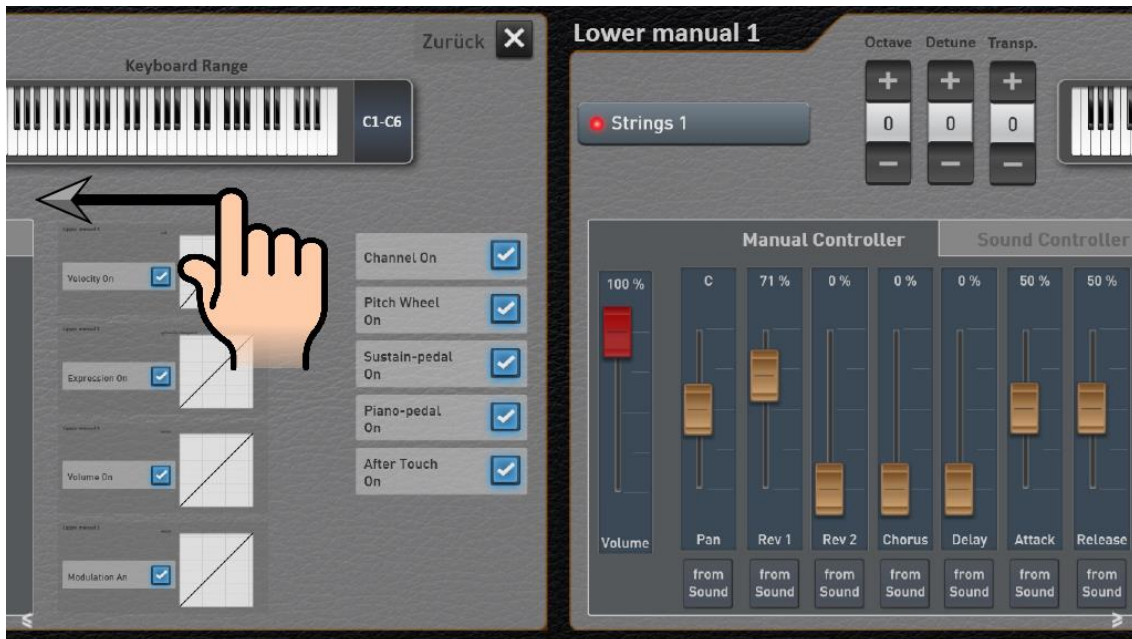 Zurück
Keyboard Range
C1-C6
Velocity On
Expression On
Volume On
Modulation An
Channel On
Pitch Wheel
On
Sustain-pedal
On
Piano-pedal
On
After Touch
On
Lower manual 1
Octave Detune Transp.
+ + +
Strings 1
0 0 0
− − −
Manual Controller
Sound Controller
100 % C 71 % 0 % 0 % 0 % 50 % 50 %
Volume Pan Rev 1 Rev 2 Chorus Delay Attack Release
from from from from from from from
Sound Sound Sound Sound Sound Sound Sound